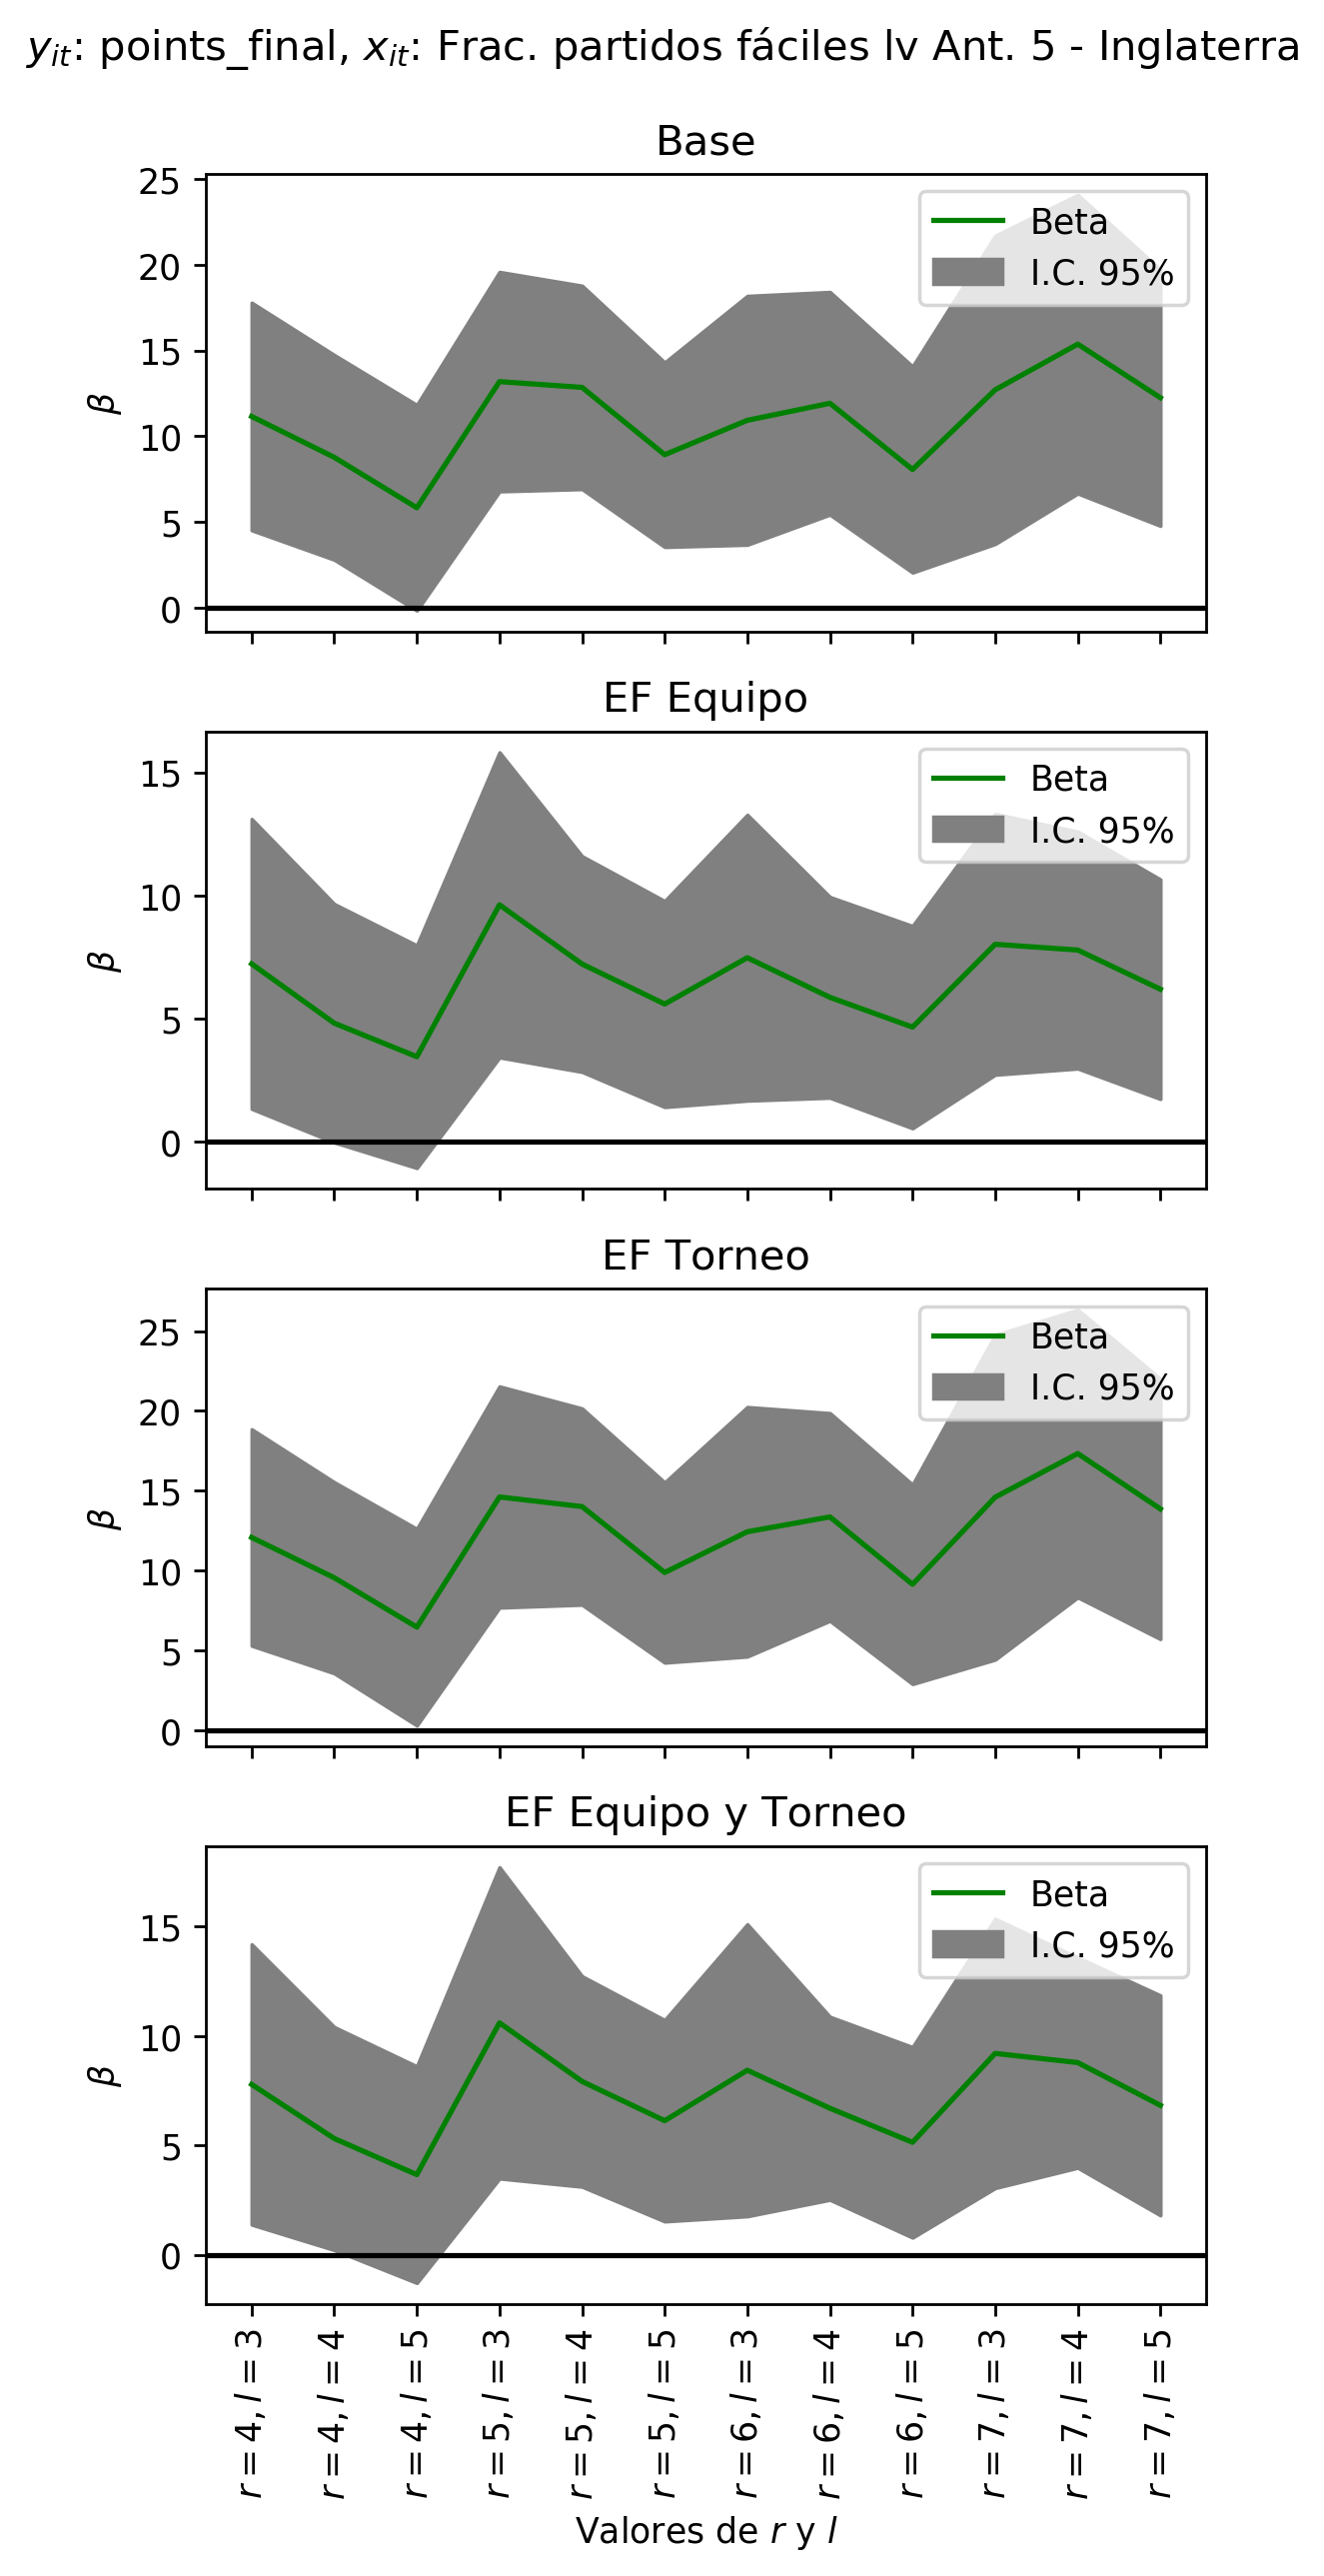 y_it: points_final, x_it: Frac. partidos fáciles lv Ant. 5 - Inglaterra
Base
25
20
15
10
5
0
β
Beta
I.C. 95%
EF Equipo
15
10
5
0
β
Beta
I.C. 95%
EF Torneo
25
20
15
10
5
0
β
Beta
I.C. 95%
EF Equipo y Torneo
15
10
5
0
β
Beta
I.C. 95%
r = 4, l = 3
r = 4, l = 4
r = 4, l = 5
r = 5, l = 3
r = 5, l = 4
r = 5, l = 5
r = 6, l = 3
r = 6, l = 4
r = 6, l = 5
r = 7, l = 3
r = 7, l = 4
r = 7, l = 5
Valores de r y l